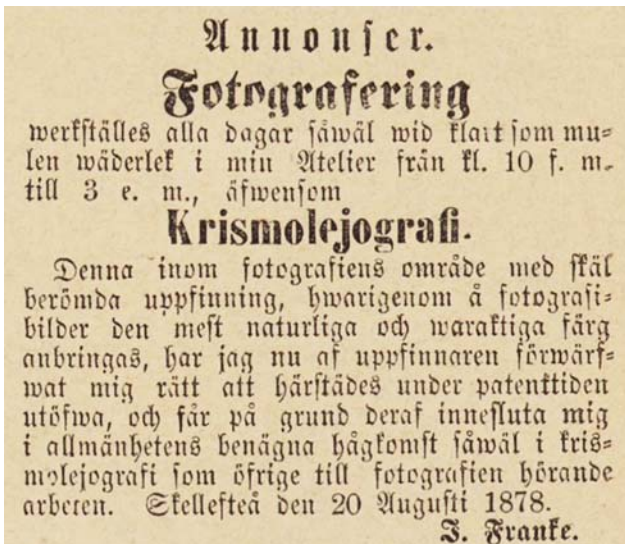 Annonser.
Fotografering
werkställes alla dagar såwäl wid klart som mu-
len wäderlek i min Atelier från kl. 10 f. m.
till 3 e. m., äfwensom
Krismolejografi.
Denna inom fotografiens område med skäl
berömda uppfinning, hwarigenom å fotografi-
bilder den mest naturliga och waraktiga färg
anbringas, har jag nu af uppfinnaren förwärf-
wat mig rätt att härstädes under patenttiden
utöfwa, och får på grund deraf innesluta mig
i allmänhetens benägna hågkomst såwäl i kris-
molejografi som öfrige till fotografien hörande
arbeten. Skellefteå den 20 Augusti 1878.
J. Franke.